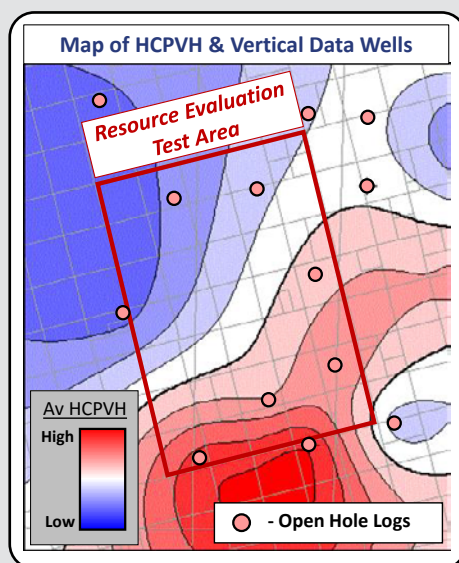 Map of HCPVH & Vertical Data Wells
Resource Evaluation
Test Area
Av HCPVH
High
Low
- Open Hole Logs